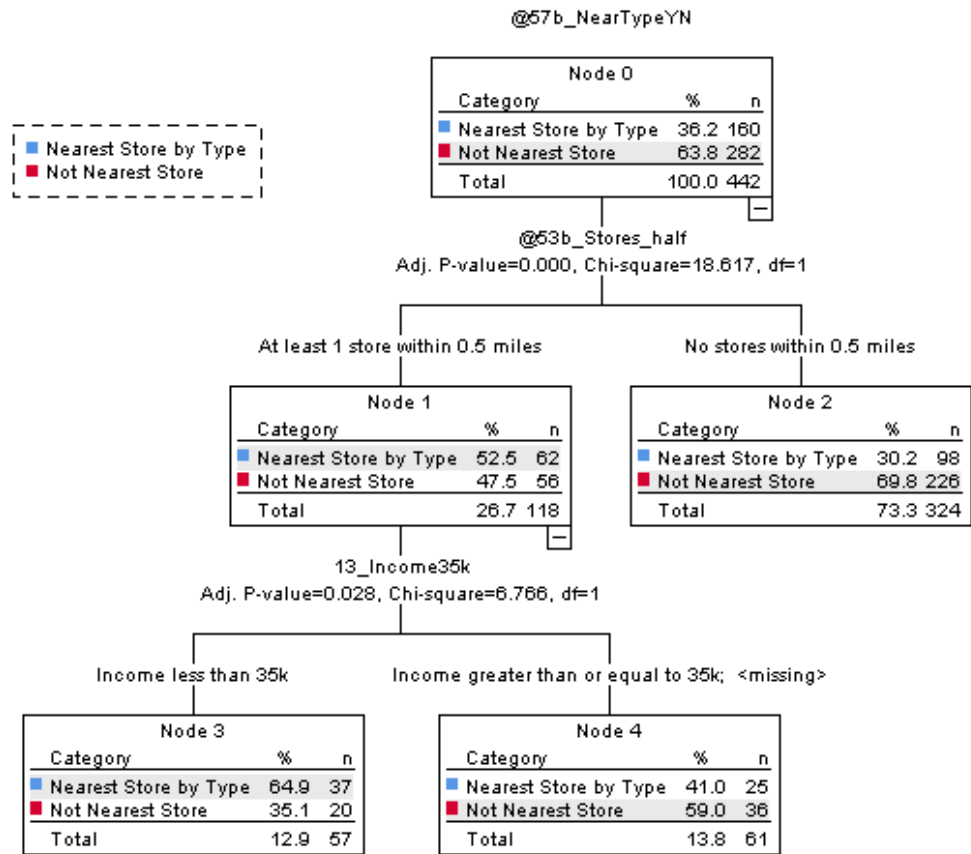 @57b_NearTypeYN
Node 0
Category % n
Nearest Store by Type 36.2 160
Not Nearest Store 63.8 282
Total 100.0 442
Nearest Store by Type
Not Nearest Store
@53b_Stores_half
Adj. P-value=0.000, Chi-square=18.617, df=1
At least 1 store within 0.5 miles
No stores within 0.5 miles
Node 1
Category % n
Nearest Store by Type 52.5 62
Not Nearest Store 47.5 56
Total 26.7 118
Node 2
Category % n
Nearest Store by Type 30.2 98
Not Nearest Store 69.8 226
Total 73.3 324
13_Income35k
Adj. P-value=0.028, Chi-square=6.766, df=1
Income less than 35k
Income greater than or equal to 35k; <missing>
Node 3
Category % n
Nearest Store by Type 64.9 37
Not Nearest Store 35.1 20
Total 12.9 57
Node 4
Category % n
Nearest Store by Type 41.0 25
Not Nearest Store 59.0 36
Total 13.8 61